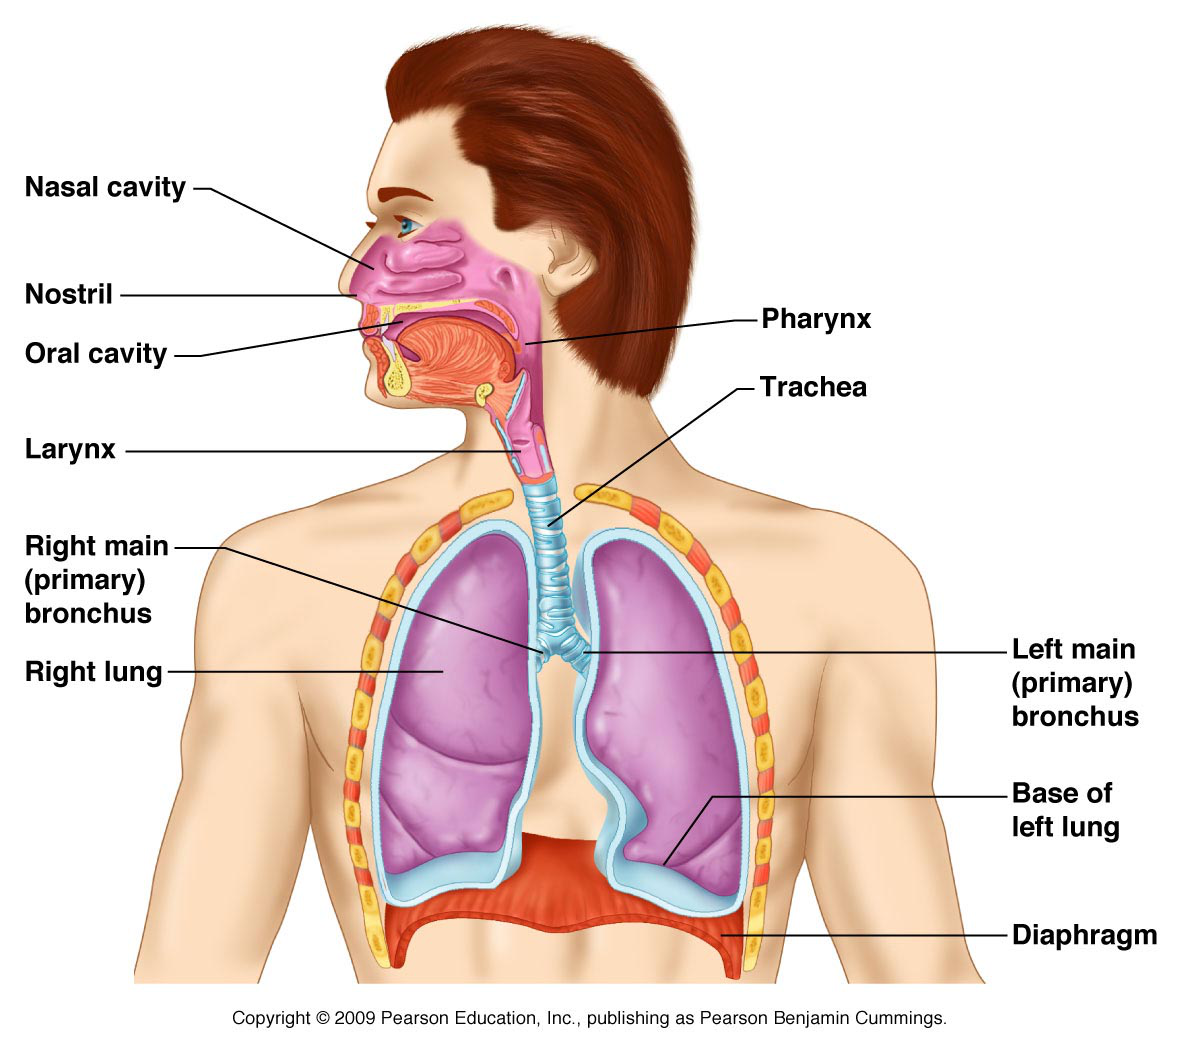 Nasal cavity
Nostril
Oral cavity
Larynx
Right main
(primary)
bronchus
Right lung
Pharynx
Trachea
Left main
(primary)
bronchus
Base of
left lung
Diaphragm
Copyright © 2009 Pearson Education, Inc., publishing as Pearson Benjamin Cummings.